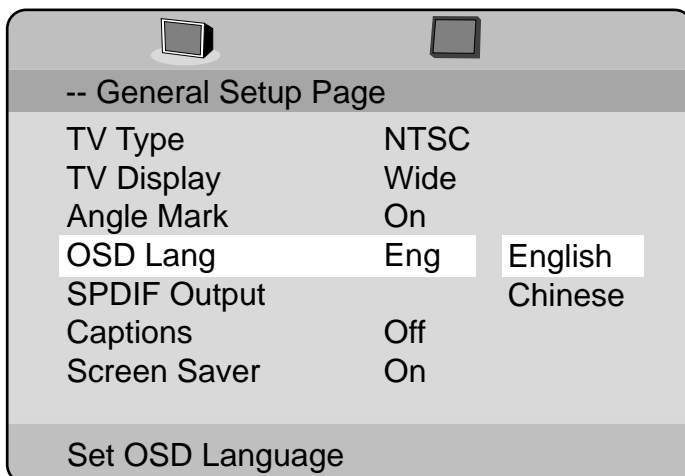 -- General Setup Page
TV Type NTSC
TV Display Wide
Angle Mark On
OSD Lang Eng English
SPDIF Output Chinese
Captions Off
Screen Saver On
Set OSD Language